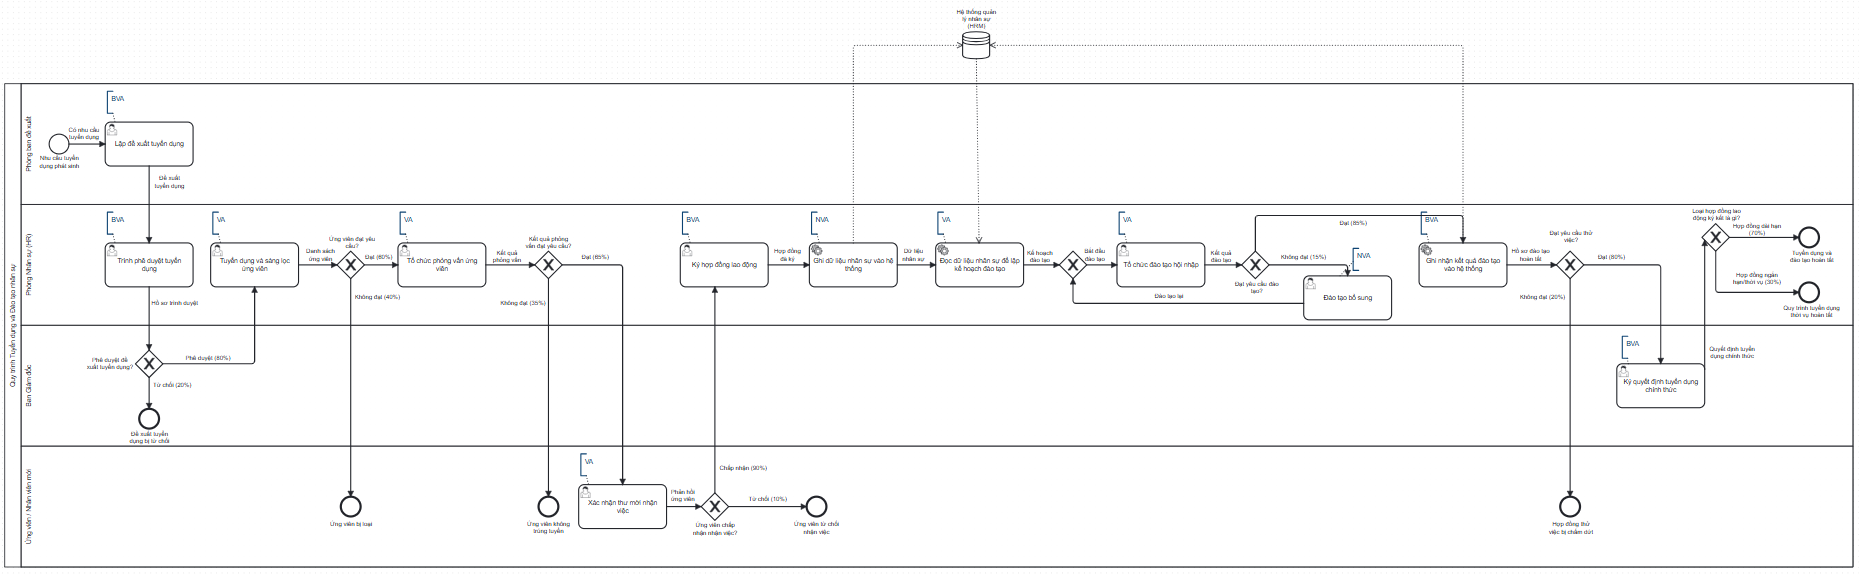 Hệ thống quản
lý nhân sự
(HRM)
Quy trình Tuyển dụng và Đào tạo nhân sự
Phòng ban đề xuất
BVA
Có nhu cầu
tuyển dụng
Nhu cầu tuyển
dụng phát sinh
Lập đề xuất tuyển dụng
Đề xuất
tuyển dụng
Phòng Nhân sự (HR)
BVA
Trình phê duyệt tuyển
dụng
Hồ sơ trình duyệt
VA
Tuyển dụng và sàng lọc
ứng viên
Danh sách
ứng viên
Ứng viên đạt yêu
cầu?
Đạt (60%)
Không đạt (40%)
VA
Tổ chức phỏng vấn ứng
viên
Kết quả
phỏng vấn
Kết quả phỏng
vấn đạt yêu cầu?
Đạt (65%)
Không đạt (35%)
BVA
Ký hợp đồng lao động
Hợp đồng
đã ký
NVA
Ghi dữ liệu nhân sự vào hệ
thống
Dữ liệu
nhân sự
VA
Đọc dữ liệu nhân sự để lập
kế hoạch đào tạo
Kế hoạch
đào tạo
Bắt đầu
đào tạo
VA
Tổ chức đào tạo hội nhập
Kết quả
đào tạo
Đạt yêu cầu đào
tạo?
Đạt (85%)
Không đạt (15%)
NVA
Đào tạo bổ sung
Đào tạo lại
BVA
Ghi nhận kết quả đào tạo
vào hệ thống
Hồ sơ đào tạo
hoàn tất
Đạt yêu cầu thử
việc?
Đạt (80%)
Không đạt (20%)
Loại hợp đồng lao
động ký kết là gì?
Hợp đồng dài hạn
(70%)
Tuyển dụng và
đào tạo hoàn tất
Hợp đồng ngắn
hạn/thời vụ (30%)
Quy trình tuyển dụng
thời vụ hoàn tất
Ban Giám đốc
Phê duyệt đề
xuất tuyển dụng?
Phê duyệt (80%)
Từ chối (20%)
Đề xuất tuyển
dụng bị từ chối
BVA
Ký quyết định tuyển dụng
chính thức
Quyết định tuyển
dụng chính thức
Ứng viên / Nhân viên mới
Ứng viên bị loại
Ứng viên không
trúng tuyển
VA
Xác nhận thư mời nhận
việc
Phản hồi
ứng viên
Chấp nhận (90%)
Ứng viên chấp
nhận nhận việc?
Từ chối (10%)
Ứng viên từ chối
nhận việc
Hợp đồng thử
việc bị chấm dứt